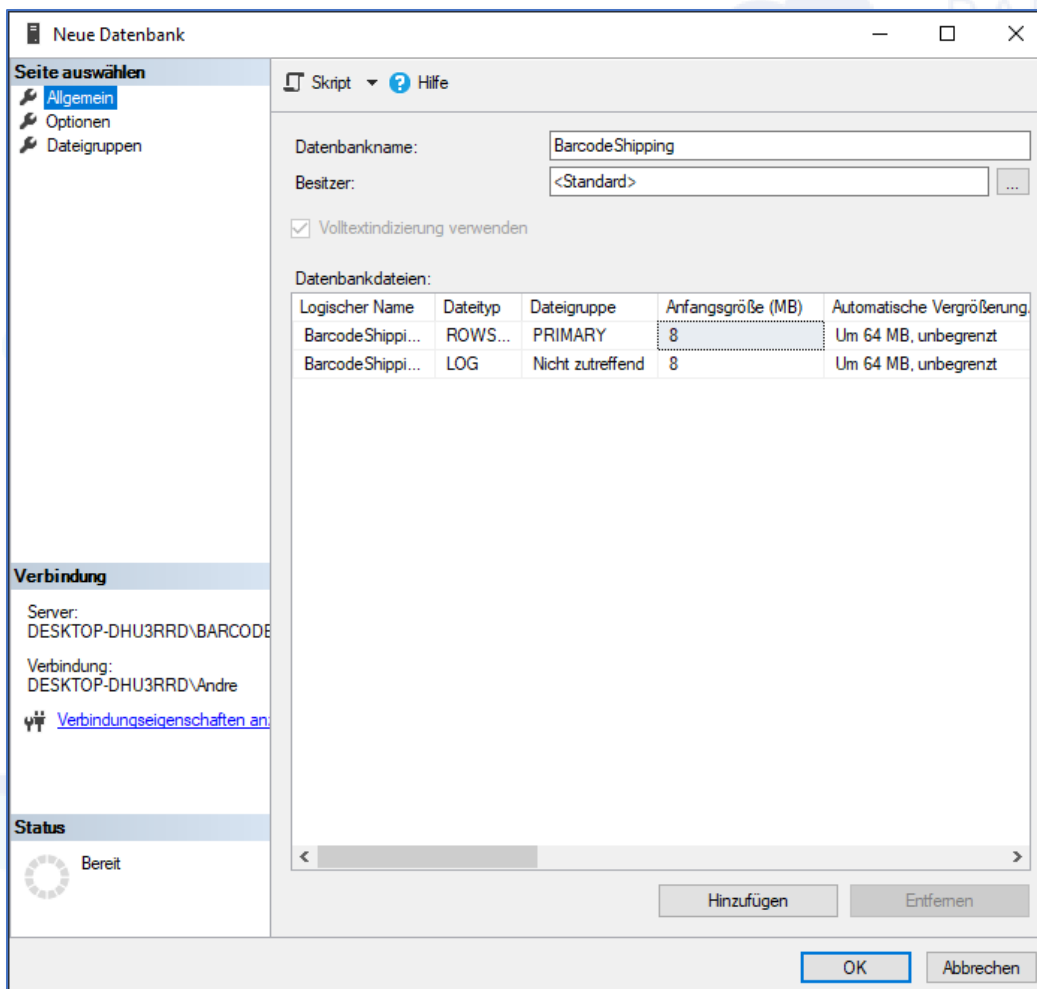 Neue Datenbank
Seite auswählen
Allgemein
Optionen
Dateigruppen
Skript
Hilfe
Datenbankname:
BarcodeShipping
Besitzer:
<Standard>
...
Volltextindizierung verwenden
Datenbankdateien:
Logischer Name Dateityp Dateigruppe Anfangsgröße (MB) Automatische Vergrößerung.
BarcodeShippi... ROWS... PRIMARY 8 Um 64 MB, unbegrenzt
BarcodeShippi... LOG Nicht zutreffend 8 Um 64 MB, unbegrenzt
Verbindung
Server:
DESKTOP-DHU3RRD\BARCODE
Verbindung:
DESKTOP-DHU3RRD\Andre
Verbindungseigenschaften an
Status
Bereit
Hinzufügen
Entfernen
OK
Abbrechen